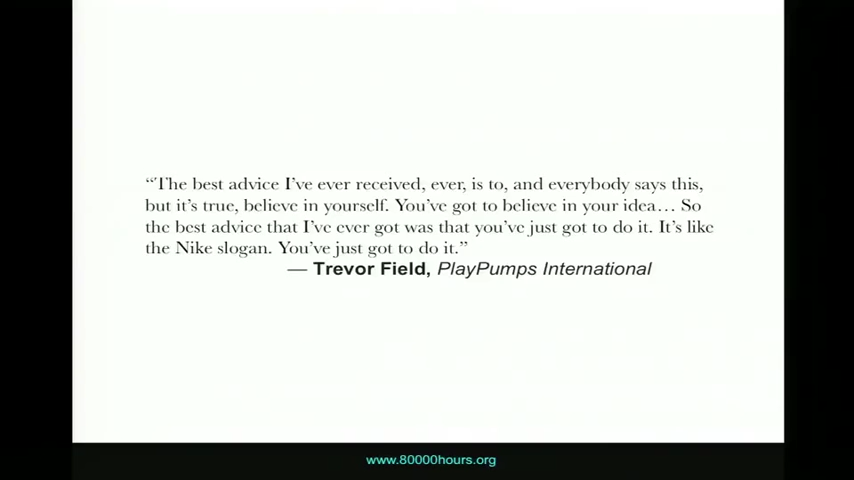 “The best advice I’ve ever received, ever, is to, and everybody says this,
but it’s true, believe in yourself. You’ve got to believe in your idea… So
the best advice that I’ve ever got was that you’ve just got to do it. It’s like
the Nike slogan. You’ve just got to do it.”
— Trevor Field, PlayPumps International
www.80000hours.org